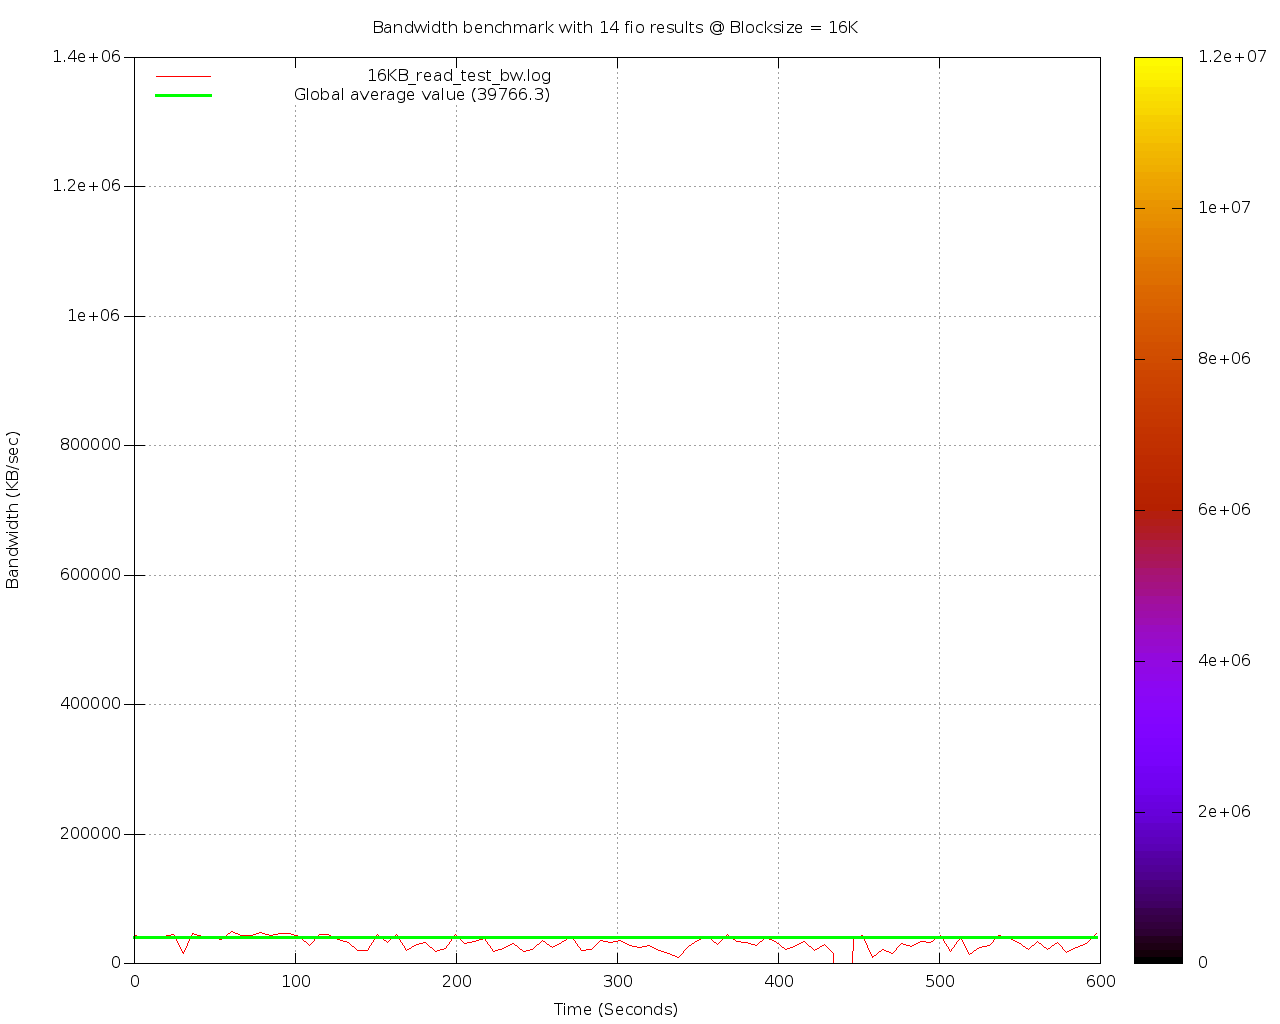 Bandwidth benchmark with 14 fio results @ Blocksize = 16K
16KB_read_test_bw.log
Global average value (39766.3)
1.4e+06
1.2e+06
1e+06
800000
600000
400000
200000
0
Bandwidth (KB/sec)
0 100 200 300 400 500 600
Time (Seconds)
1.2e+07
1e+07
8e+06
6e+06
4e+06
2e+06
0